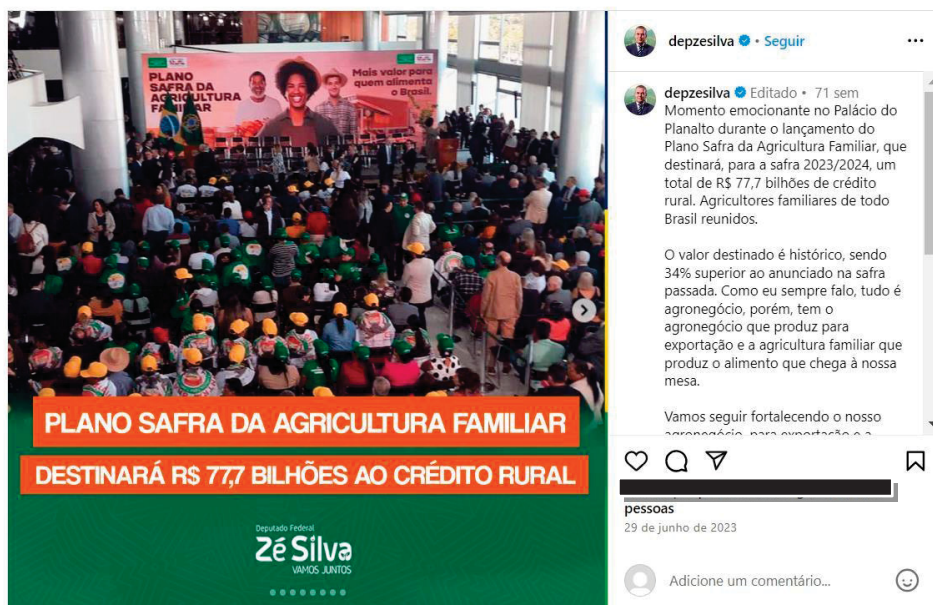 PLANO
SAFRA DA
AGRICULTURA
FAMILIAR
Mais valor para
quem alimenta
o Brasil.
PLANO SAFRA DA AGRICULTURA FAMILIAR
DESTINARÁ R$ 77,7 BILHÕES AO CRÉDITO RURAL
Deputado Federal
Zé Silva
VAMOS JUNTOS
depzesilva • Seguir
depzesilva Editado • 71 sem
Momento emocionante no Palácio do
Planalto durante o lançamento do
Plano Safra da Agricultura Familiar, que
destinará, para a safra 2023/2024, um
total de R$ 77,7 bilhões de crédito
rural. Agricultores familiares de todo
Brasil reunidos.
O valor destinado é histórico, sendo
34% superior ao anunciado na safra
passada. Como eu sempre falo, tudo é
agronegócio, porém, tem o
agronegócio que produz para
exportação e a agricultura familiar que
produz o alimento que chega à nossa
mesa.
Vamos seguir fortalecendo o nosso
agronegócio, para exportação e a
pessoas
29 de junho de 2023
Adicione um comentário...